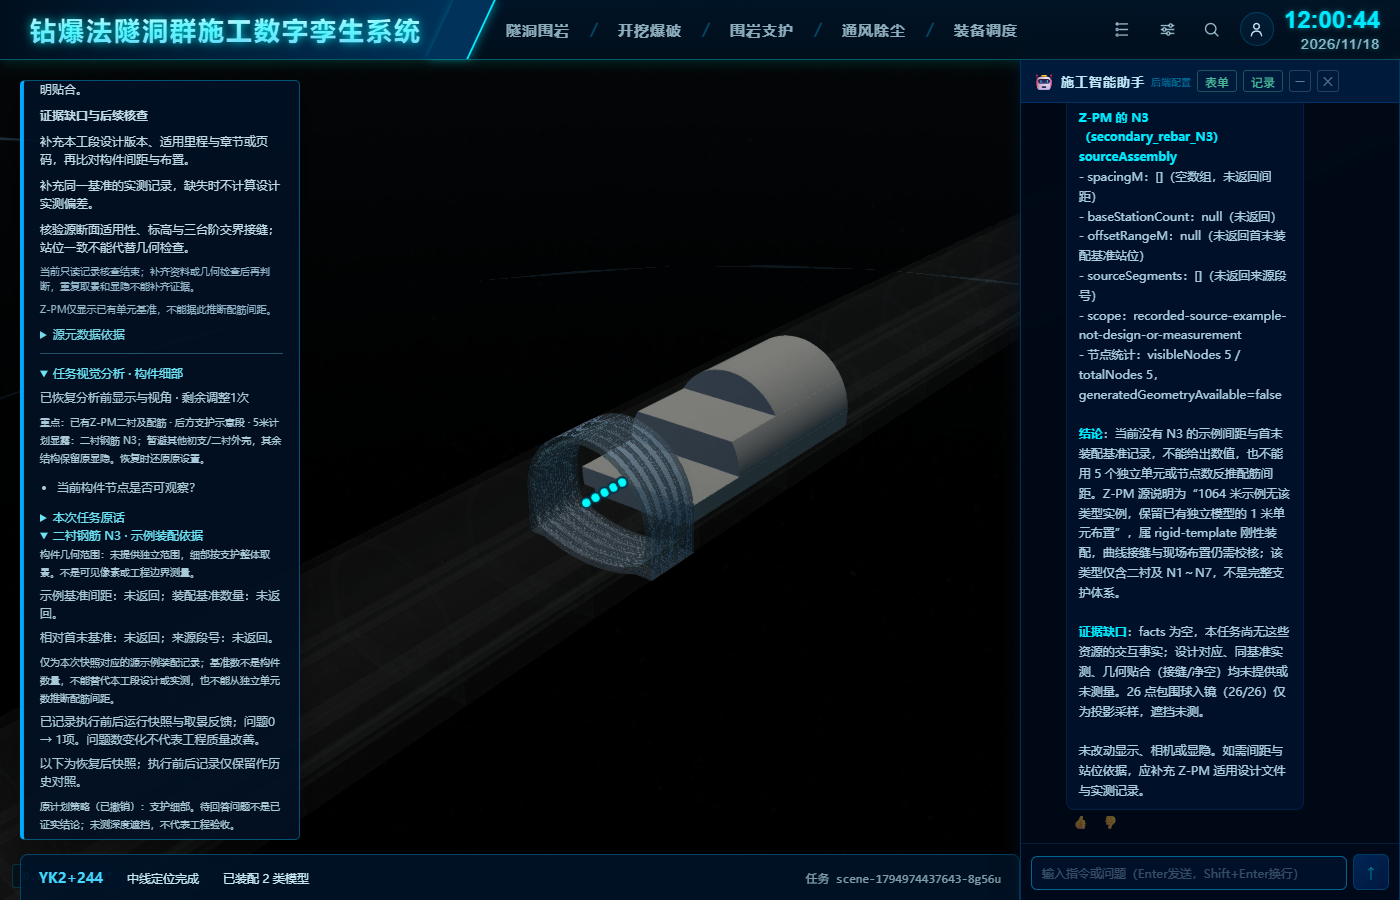 钻爆法隧洞群施工数字孪生系统
隧洞围岩 / 开挖爆破 / 围岩支护 / 通风除尘 / 装备调度
12:00:44
2026/11/18
明贴合。
证据缺口与后续核查
补充本工段设计版本、适用里程与章节或页
码，再比对构件间距与布置。
补充同一基准的实测记录，缺失时不计算设计
实测偏差。
核验源断面适用性、标高与三台阶交界接缝；
站位一致不能代替几何检查。
当前只读记录核查结束；补齐资料或几何检查后再判
断，重复取景和显隐不能补齐证据。
Z-PM仅显示已有单元基准，不能据此推断配筋间距。
▶ 源元数据依据
▼ 任务视觉分析 · 构件细部
已恢复分析前显示与视角 · 剩余调整1次
重点：已有Z-PM二衬及配筋 · 后方支护示意段 · 5米计
划显露：二衬钢筋 N3；暂避其他初支/二衬外壳，其余
结构保留原显隐。恢复时还原原设置。
• 当前构件节点是否可观察？
▶ 本次任务原话
▼ 二衬钢筋 N3 · 示例装配依据
构件几何范围：未提供独立范围，细部按支护整体取
景。不是可见像素或工程边界测量。
示例基准间距：未返回；装配基准数量：未返
回。
相对首末基准：未返回；来源段号：未返回。
仅为本次快照对应的源示例装配记录；基准数不是构件
数量，不能替代本工段设计或实测，也不能从独立单元
数推断配筋间距。
已记录执行前后运行快照与取景反馈；问题0
→ 1项。问题数变化不代表工程质量改善。
以下为恢复后快照；执行前后记录仅保留作历
史对照。
原计划策略（已撤销）：支护细部。待回答问题不是已
证实结论；未测深度遮挡，不代表工程验收。
YK2+244 中线定位完成 已装配 2 类模型
任务 scene-1794974437643-8g56u
施工智能助手 后端配置 表单 记录
Z-PM 的 N3
（secondary_rebar_N3）
sourceAssembly
- spacingM：[]（空数组，未返回间
距）
- baseStationCount：null（未返回）
- offsetRangeM：null（未返回首末装
配基准站位）
- sourceSegments：[]（未返回来源段
号）
- scope：recorded-source-example-
not-design-or-measurement
- 节点统计：visibleNodes 5 /
totalNodes 5，
generatedGeometryAvailable=false
结论：当前没有 N3 的示例间距与首末
装配基准记录，不能给出数值，也不能
用 5 个独立单元或节点数反推配筋间
距。Z-PM 源说明为“1064 米示例无该
类型实例，保留已有独立模型的 1 米单
元布置”，属 rigid-template 刚性装
配，曲线接缝与现场布置仍需校核；该
类型仅含二衬及 N1～N7，不是完整支
护体系。
证据缺口：facts 为空，本任务尚无这些
资源的交互事实；设计对应、同基准实
测、几何贴合（接缝/净空）均未提供或
未测量。26 点包围球入镜（26/26）仅
为投影采样，遮挡未测。
未改动显示、相机或显隐。如需间距与
站位依据，应补充 Z-PM 适用设计文件
与实测记录。
输入指令或问题（Enter发送，Shift+Enter换行）